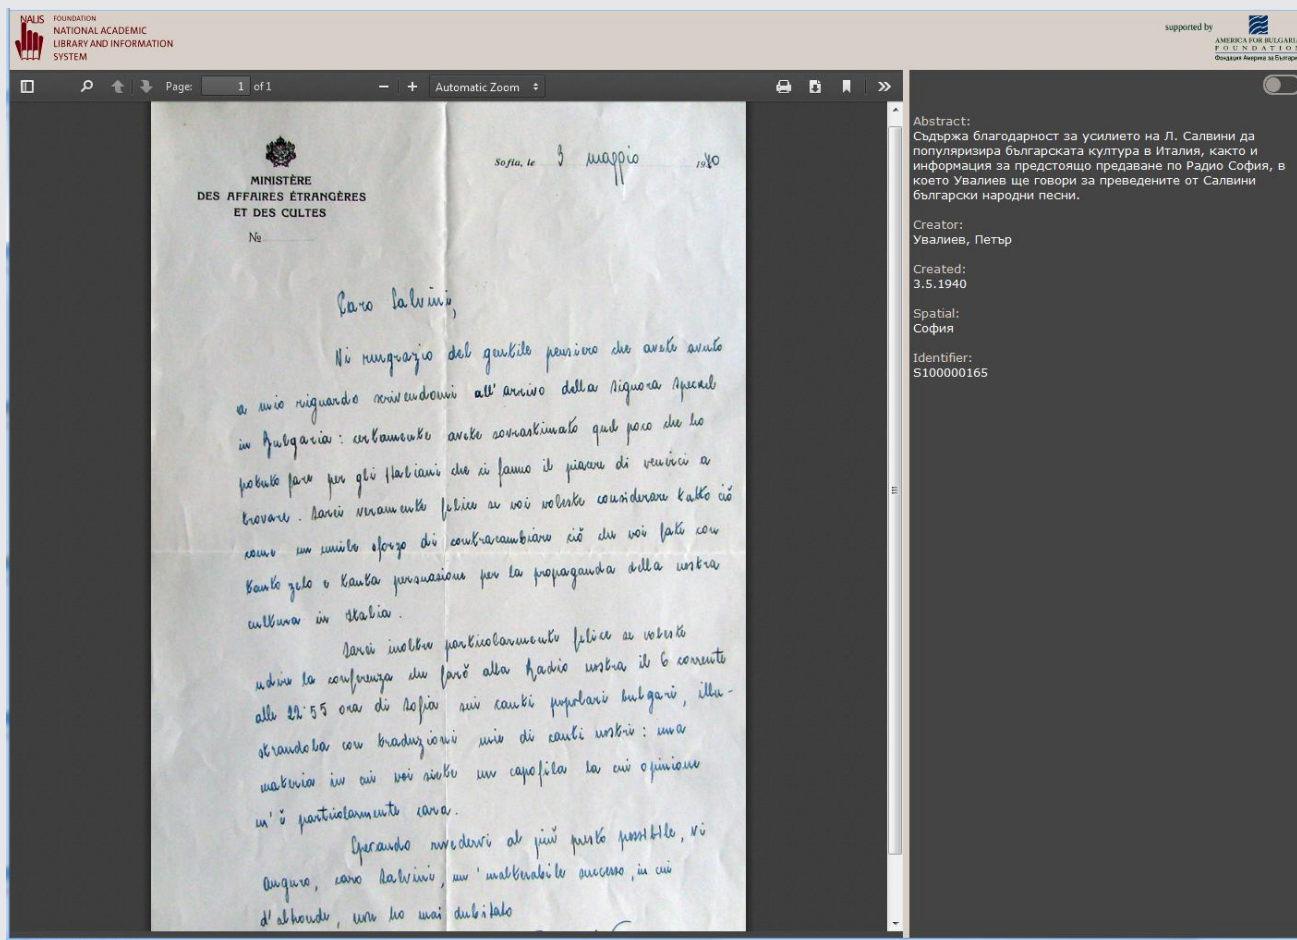 NALIS FOUNDATION
NATIONAL ACADEMIC
LIBRARY AND INFORMATION
SYSTEM
supported by
AMERICA FOR BULGARIA
FOUNDATION
Фондация Америка за България
Page: 1 of 1
Automatic Zoom
MINISTÈRE
DES AFFAIRES ÉTRANGÈRES
ET DES CULTES
№
Sofia, le 3 maggio 1940
Caro Salvini,
Vi ringrazio del gentile pensiero che avete avuto
a mio riguardo scrivendomi all'arrivo della signora
in Bulgaria: certamente avete sovrastimato quel poco che ho
potuto fare per gli Italiani che ci fanno il piacere di venirci a
trovare. Sarei veramente felice se voi voleste considerare tutto ciò
come un umile sforzo di contracambiare ciò che voi fate con
tanto zelo e tanta persuasione per la propaganda della nostra
cultura in Italia.
Sarei inoltre particolarmente felice se voleste
udire la conferenza che farò alla Radio nostra il 6 corrente
alle 22·55 ora di Sofia sui canti popolari bulgari, illu-
strandola con traduzioni mie di canti nostri: una
materia in cui voi siete un capofila la cui opinione
m'è particolarmente cara.
Sperando rivedervi al più presto possibile, vi
auguro, caro Salvini, un'inalterabile successo, in cui
d'altronde, non ho mai dubitato
Abstract:
Съдържа благодарност за усилието на Л. Салвини да
популяризира българската култура в Италия, както и
информация за предстоящо предаване по Радио София, в
което Увалиев ще говори за преведените от Салвини
български народни песни.
Creator:
Увалиев, Петър
Created:
3.5.1940
Spatial:
София
Identifier:
S100000165